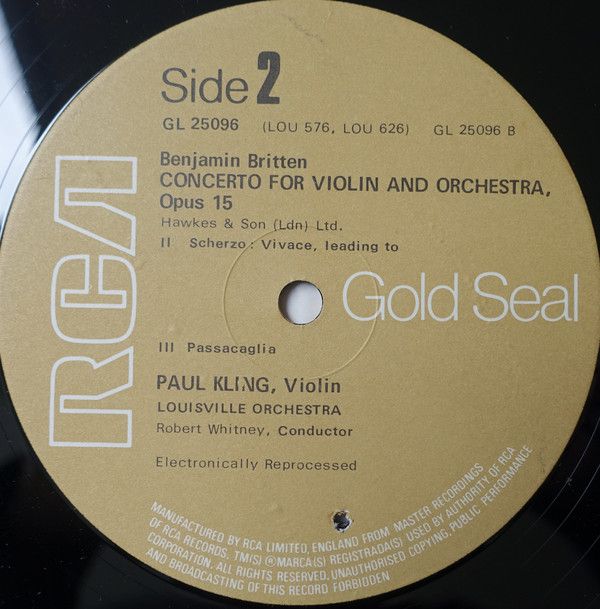 Side 2
GL 25096 (LOU 576, LOU 626) GL 25096 B
Benjamin Britten
CONCERTO FOR VIOLIN AND ORCHESTRA,
Opus 15
Hawkes & Son (Ldn) Ltd.
II Scherzo: Vivace, leading to
RCA
Gold Seal
III Passacaglia
PAUL KLING, Violin
LOUISVILLE ORCHESTRA
Robert Whitney, Conductor
Electronically Reprocessed
MANUFACTURED BY RCA LIMITED, ENGLAND FROM MASTER RECORDINGS
OF RCA RECORDS, TM(S) ® MARCA(S) REGISTRADA(S) USED BY AUTHORITY OF RCA
CORPORATION. ALL RIGHTS RESERVED. UNAUTHORISED COPYING, PUBLIC PERFORMANCE
AND BROADCASTING OF THIS RECORD FORBIDDEN